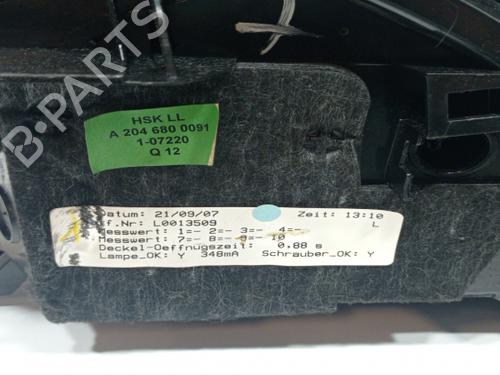 B-PARTS
HSK LL
A 204 680 0091
1-07220
Q 12
Datum: 21/09/07 Zeit: 13:10
f.Nr: L0013509 L
Messwert: 1=- 2=- 3=- 4=-
Messwert: 7=- 8=- 9=- 10
Deckel-Oeffnugszeit: 0,88 s
Lampe_OK: Y 348mA Schrauber_OK: Y